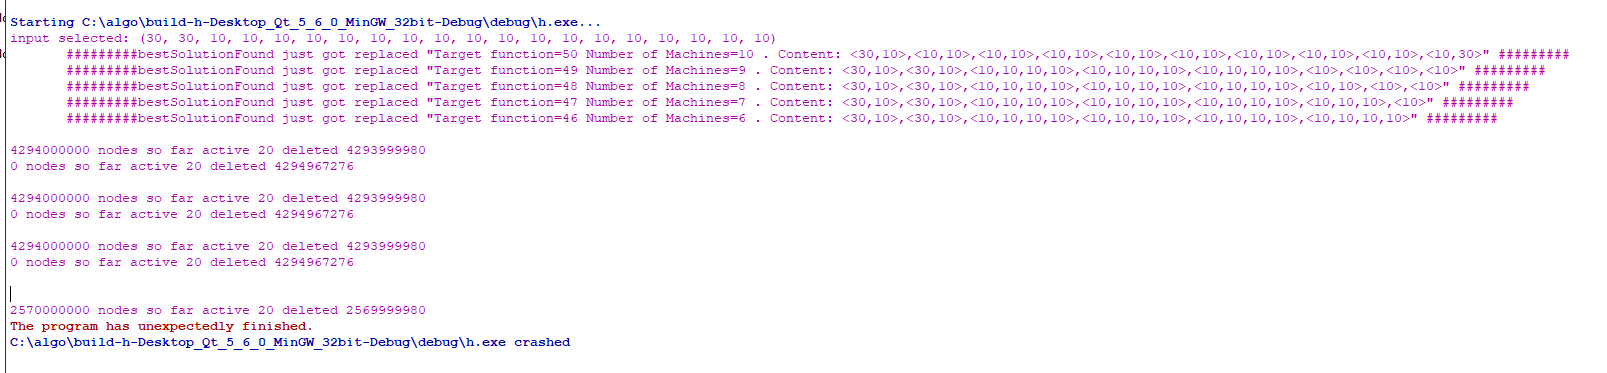 Starting C:\algo\build-h-Desktop_Qt_5_6_0_MinGW_32bit-Debug\debug\h.exe...
input selected: (30, 30, 10, 10, 10, 10, 10, 10, 10, 10, 10, 10, 10, 10, 10, 10, 10, 10, 10, 10)
#########bestSolutionFound just got replaced "Target function=50 Number of Machines=10 . Content: <30,10>,<10,10>,<10,10>,<10,10>,<10,10>,<10,10>,<10,10>,<10,10>,<10,10>,<10,30>" #########
#########bestSolutionFound just got replaced "Target function=49 Number of Machines=9 . Content: <30,10>,<30,10>,<10,10,10,10>,<10,10,10,10>,<10,10,10,10>,<10,10,10,10>,<>,<>,<>,<10>" #########
#########bestSolutionFound just got replaced "Target function=48 Number of Machines=8 . Content: <30,10>,<30,10>,<10,10,10,10>,<10,10,10,10>,<10,10,10,10>,<10,10,10>,<10>,<10>" #########
#########bestSolutionFound just got replaced "Target function=47 Number of Machines=7 . Content: <30,10>,<30,10>,<10,10,10,10>,<10,10,10,10>,<10,10,10,10>,<10,10,10>,<10>" #########
#########bestSolutionFound just got replaced "Target function=46 Number of Machines=6 . Content: <30,10>,<30,10>,<10,10,10,10>,<10,10,10,10>,<10,10,10,10>,<10,10,10,10>" #########
4294000000 nodes so far active 20 deleted 4293999980
0 nodes so far active 20 deleted 4294967276
4294000000 nodes so far active 20 deleted 4293999980
0 nodes so far active 20 deleted 4294967276
4294000000 nodes so far active 20 deleted 4293999980
0 nodes so far active 20 deleted 4294967276
2570000000 nodes so far active 20 deleted 2569999980
The program has unexpectedly finished.
C:\algo\build-h-Desktop_Qt_5_6_0_MinGW_32bit-Debug\debug\h.exe crashed